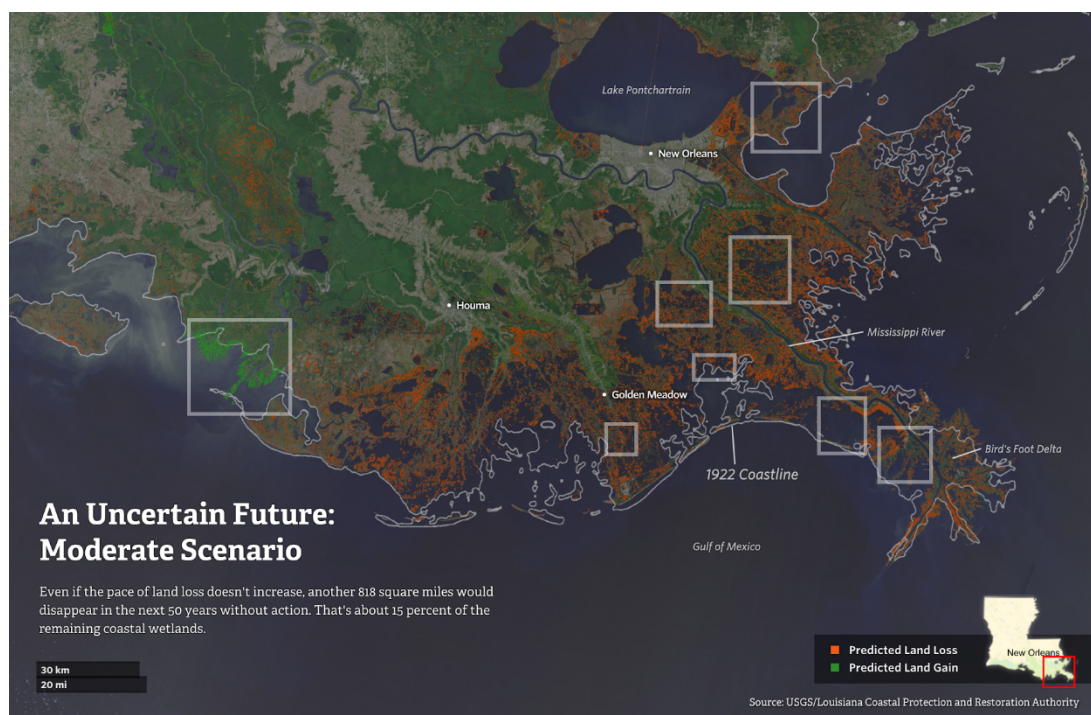 Lake Pontchartrain
New Orleans
Houma
Mississippi River
Golden Meadow
Bird's Foot Delta
1922 Coastline
An Uncertain Future:
Moderate Scenario
Gulf of Mexico
Even if the pace of land loss doesn't increase, another 818 square miles would
disappear in the next 50 years without action. That's about 15 percent of the
remaining coastal wetlands.
30 km
20 mi
Predicted Land Loss
Predicted Land Gain
New Orleans
Source: USGS/Louisiana Coastal Protection and Restoration Authority